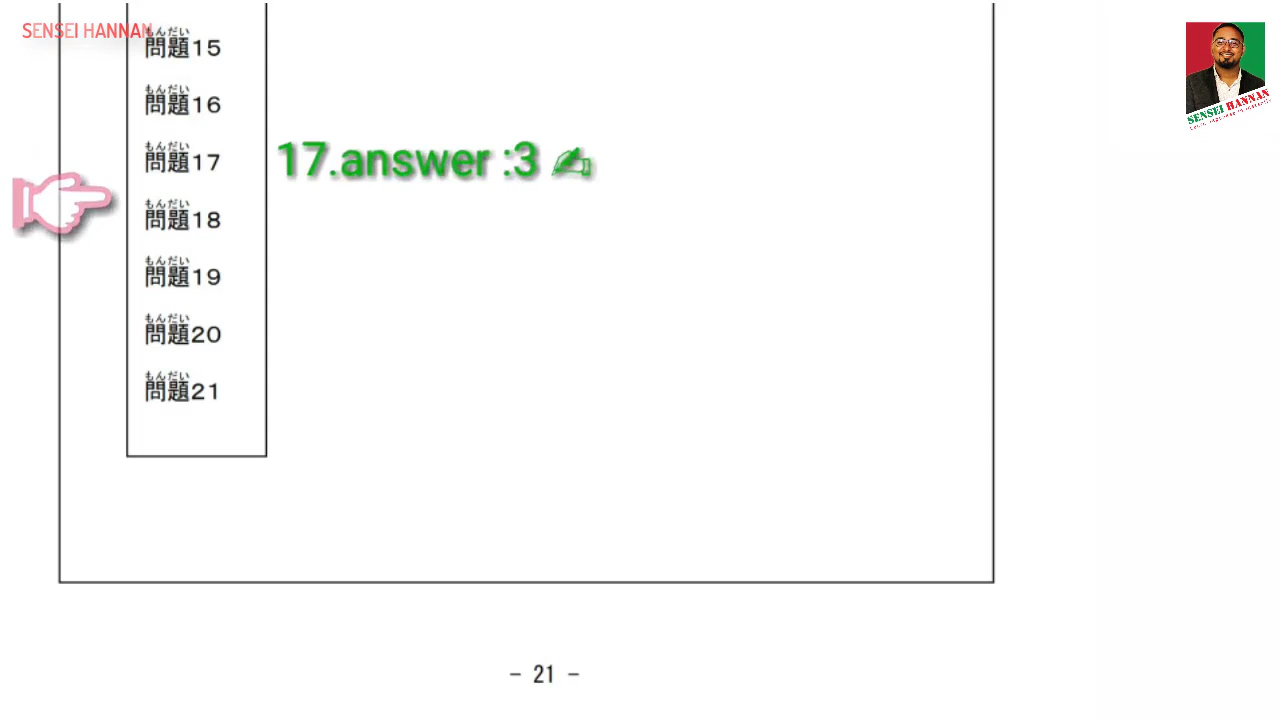 SENSEI HANNAN
もんだい
問題15
もんだい
問題16
もんだい
問題17
17.answer :3
もんだい
問題18
もんだい
問題19
もんだい
問題20
もんだい
問題21
SENSEI HANNAN
- 21 -